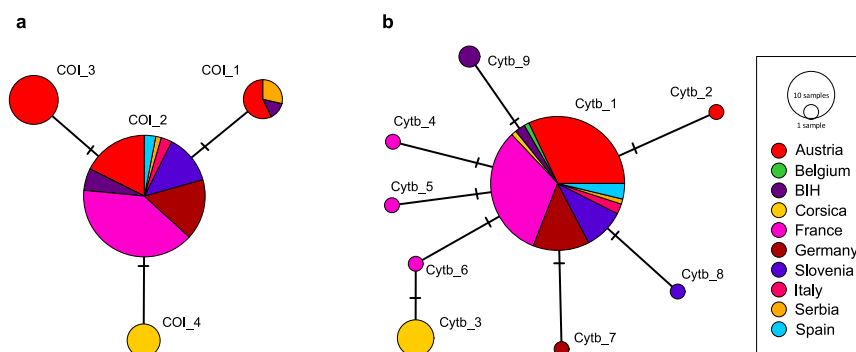 a
COI_3
COI_1
COI_2
COI_4
b
Cytb_9
Cytb_1
Cytb_2
Cytb_4
Cytb_5
Cytb_6
Cytb_3
Cytb_8
Cytb_7
10 samples
1 sample
Austria
Belgium
BIH
Corsica
France
Germany
Slovenia
Italy
Serbia
Spain